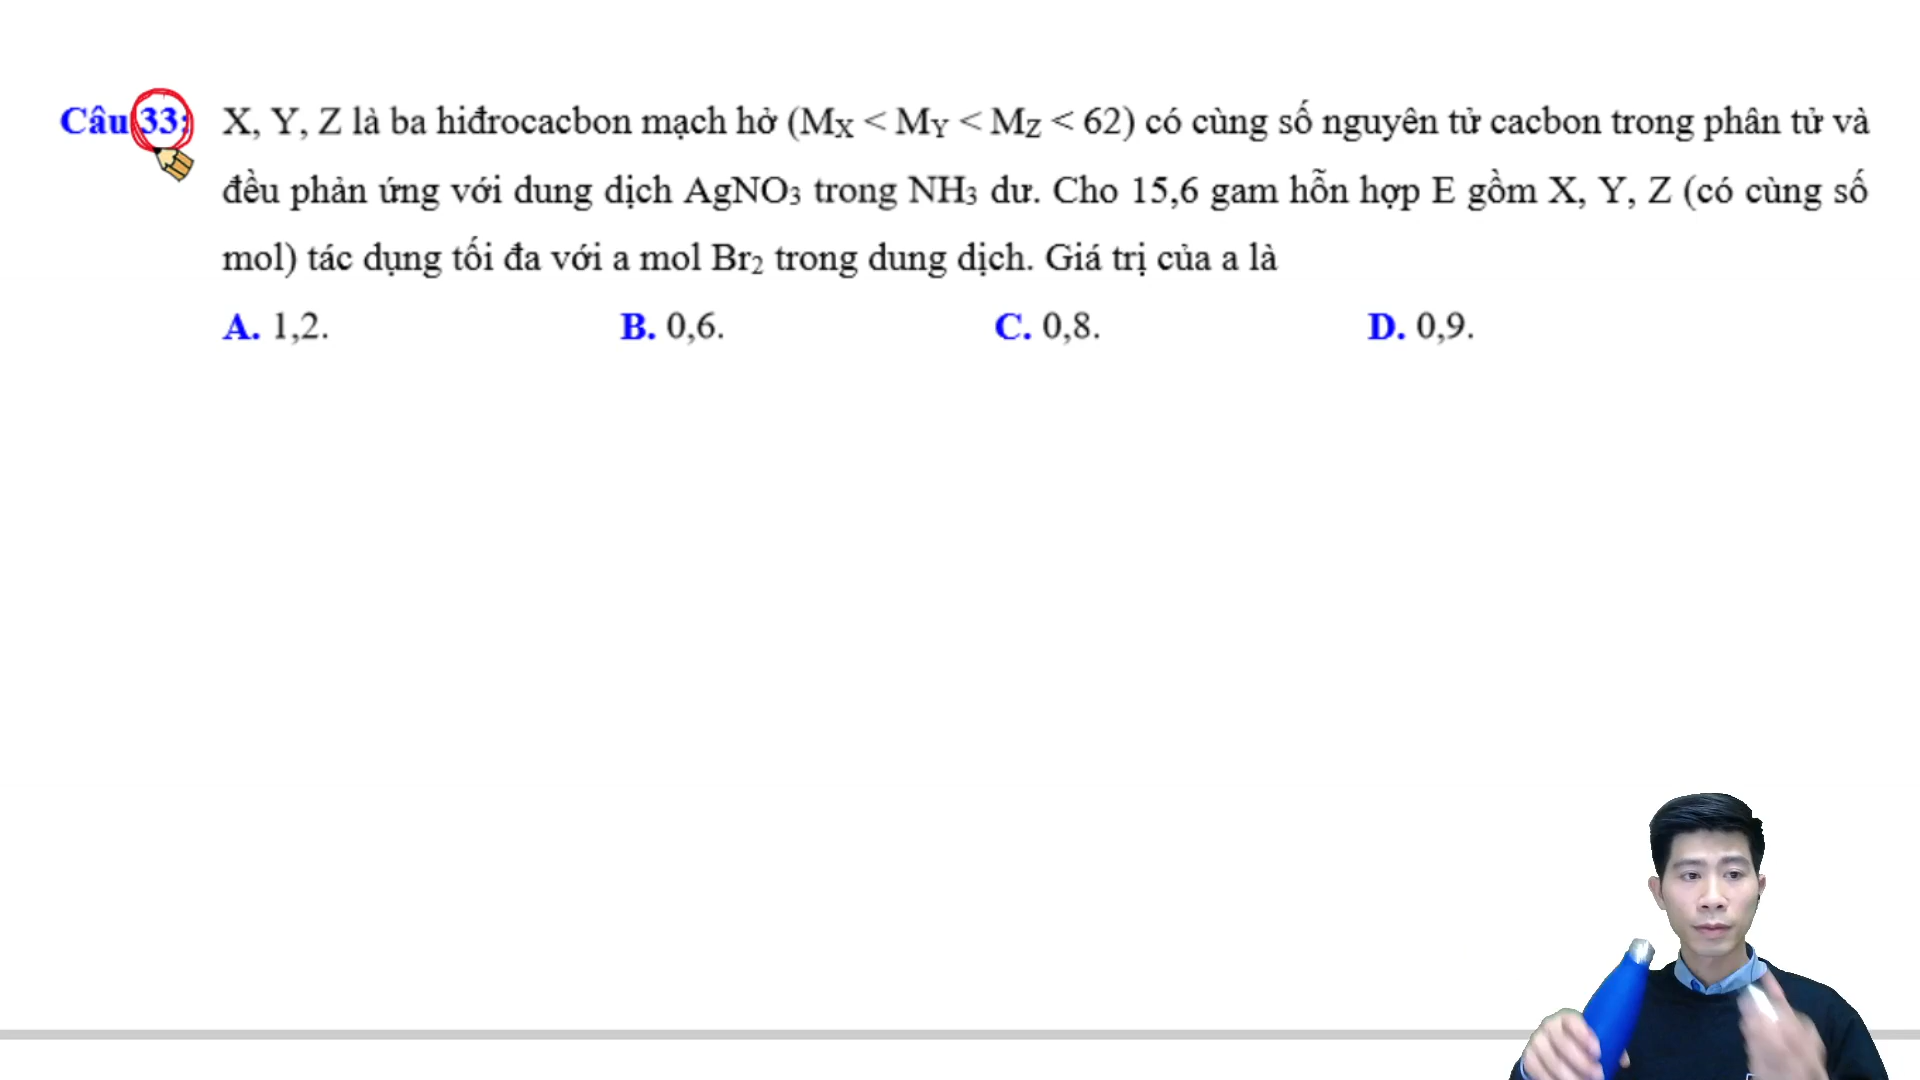 Câu 33: X, Y, Z là ba hiđrocacbon mạch hở (MX < MY < MZ < 62) có cùng số nguyên tử cacbon trong phân tử và
đều phản ứng với dung dịch AgNO3 trong NH3 dư. Cho 15,6 gam hỗn hợp E gồm X, Y, Z (có cùng số
mol) tác dụng tối đa với a mol Br2 trong dung dịch. Giá trị của a là
A. 1,2. B. 0,6. C. 0,8. D. 0,9.